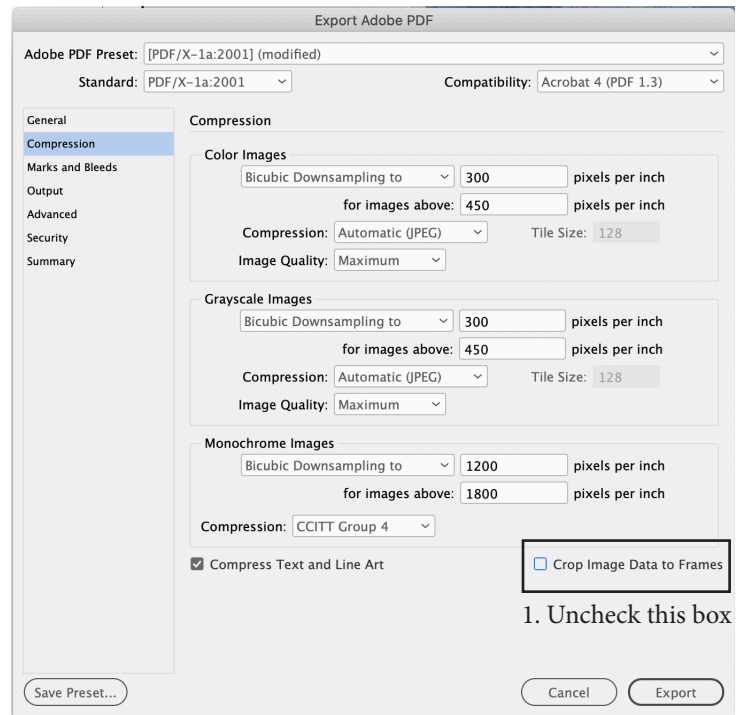 Export Adobe PDF
Adobe PDF Preset: [PDF/X-1a:2001] (modified)
Standard: PDF/X-1a:2001 Compatibility: Acrobat 4 (PDF 1.3)
General
Compression
Marks and Bleeds
Output
Advanced
Security
Summary
Compression
Color Images
Bicubic Downsampling to 300 pixels per inch
for images above: 450 pixels per inch
Compression: Automatic (JPEG) Tile Size: 128
Image Quality: Maximum
Grayscale Images
Bicubic Downsampling to 300 pixels per inch
for images above: 450 pixels per inch
Compression: Automatic (JPEG) Tile Size: 128
Image Quality: Maximum
Monochrome Images
Bicubic Downsampling to 1200 pixels per inch
for images above: 1800 pixels per inch
Compression: CCITT Group 4
Compress Text and Line Art Crop Image Data to Frames
1. Uncheck this box
Save Preset... Cancel Export